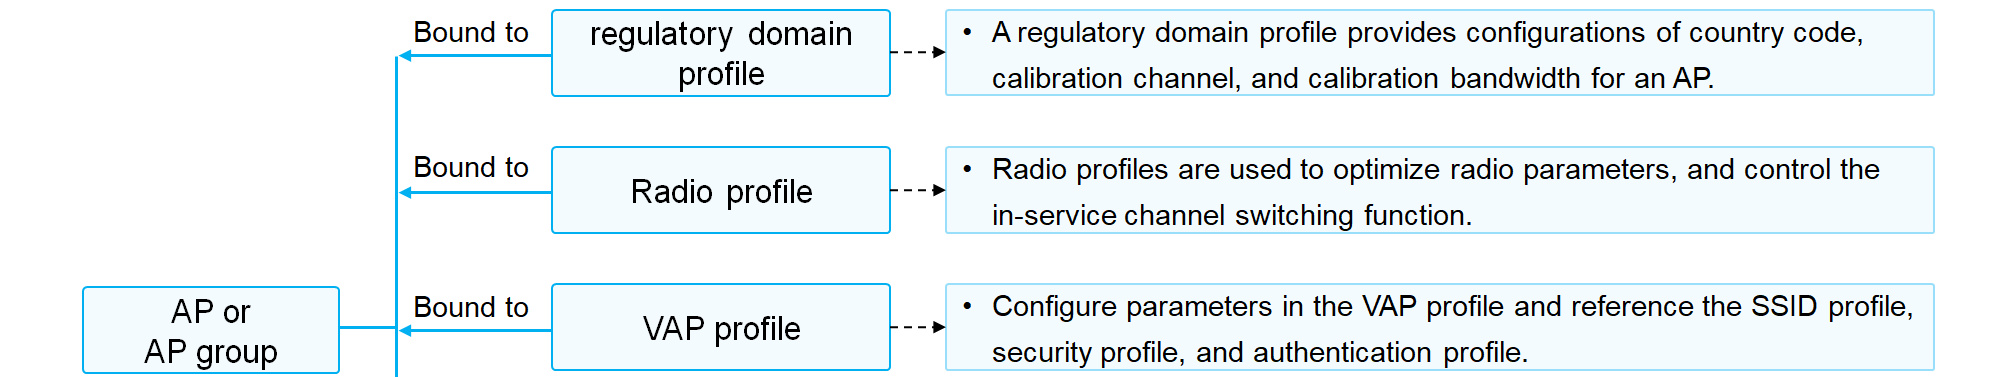 Bound to
regulatory domain
profile
• A regulatory domain profile provides configurations of country code,
calibration channel, and calibration bandwidth for an AP.
Bound to
Radio profile
• Radio profiles are used to optimize radio parameters, and control the
in-service channel switching function.
AP or
AP group
Bound to
VAP profile
• Configure parameters in the VAP profile and reference the SSID profile,
security profile, and authentication profile.